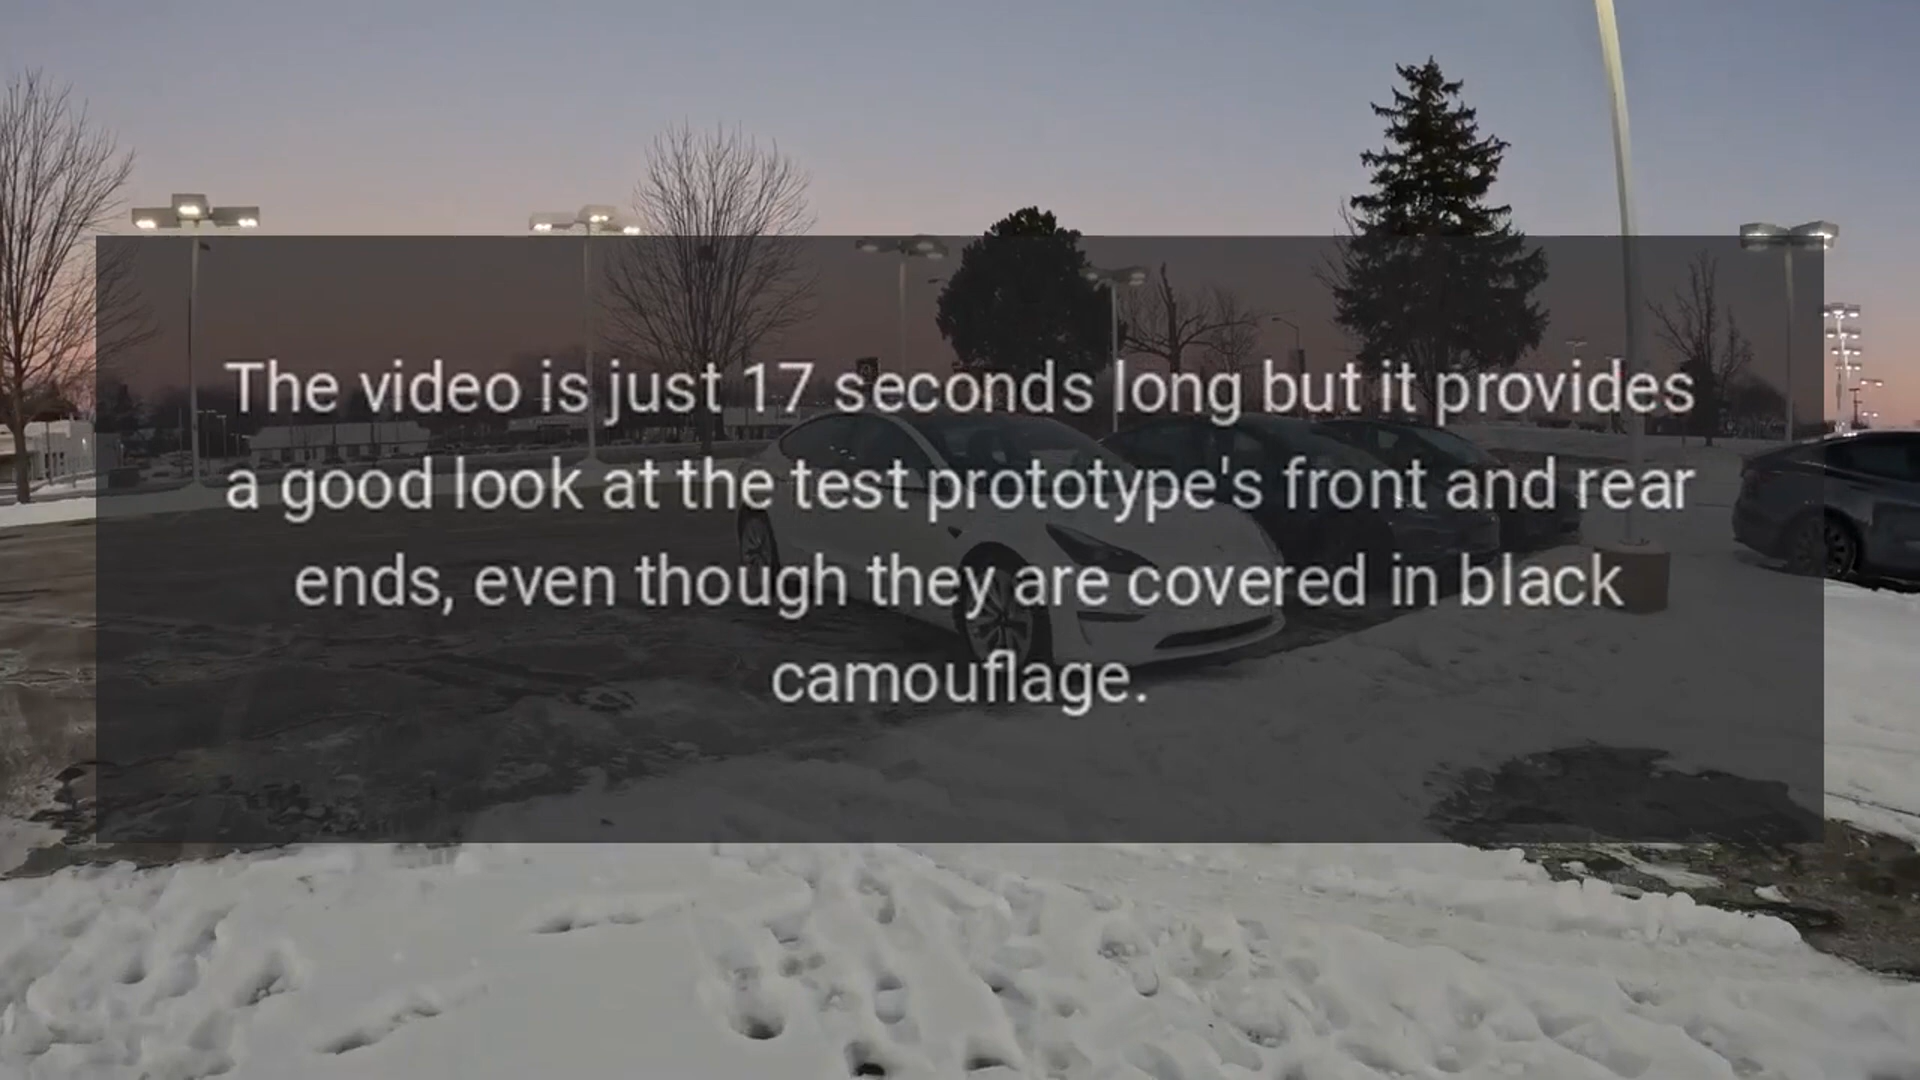 The video is just 17 seconds long but it provides
a good look at the test prototype's front and rear
ends, even though they are covered in black
camouflage.